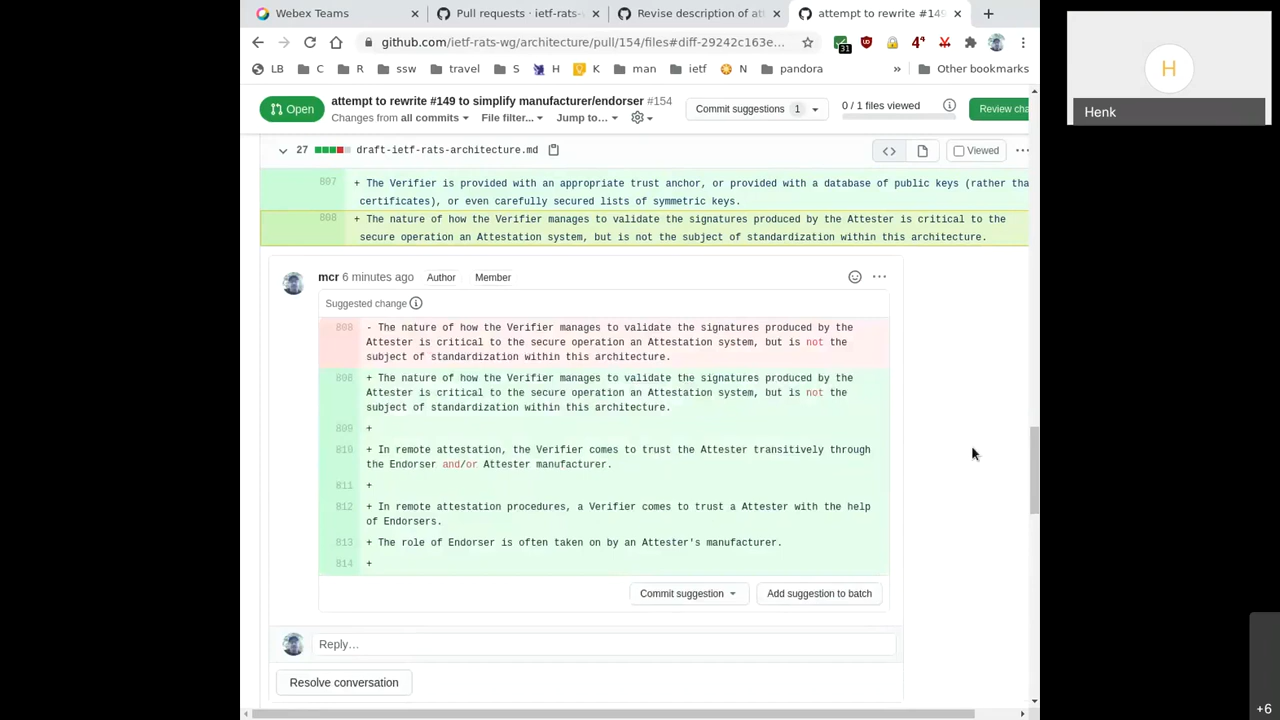 Webex Teams
Pull requests · ietf-rats-
Revise description of att
attempt to rewrite #149
github.com/ietf-rats-wg/architecture/pull/154/files#diff-29242c163e...
31
4⁴
LB
C
R
ssw
travel
S
H
K
man
ietf
N
pandora
»
Other bookmarks
Open
attempt to rewrite #149 to simplify manufacturer/endorser #154
Changes from all commits
File filter...
Jump to...
Commit suggestions 1
0 / 1 files viewed
Review cha
27
draft-ietf-rats-architecture.md
Viewed
807 + The Verifier is provided with an appropriate trust anchor, or provided with a database of public keys (rather tha
certificates), or even carefully secured lists of symmetric keys.
808 + The nature of how the Verifier manages to validate the signatures produced by the Attester is critical to the
secure operation an Attestation system, but is not the subject of standardization within this architecture.
mcr 6 minutes ago Author Member
Suggested change
808 - The nature of how the Verifier manages to validate the signatures produced by the
Attester is critical to the secure operation an Attestation system, but is not the
subject of standardization within this architecture.
808 + The nature of how the Verifier manages to validate the signatures produced by the
Attester is critical to the secure operation an Attestation system, but is not the
subject of standardization within this architecture.
809 +
810 + In remote attestation, the Verifier comes to trust the Attester transitively through
the Endorser and/or Attester manufacturer.
811 +
812 + In remote attestation procedures, a Verifier comes to trust a Attester with the help
of Endorsers.
813 + The role of Endorser is often taken on by an Attester's manufacturer.
814 +
Commit suggestion
Add suggestion to batch
Reply…
Resolve conversation
H
Henk
+6